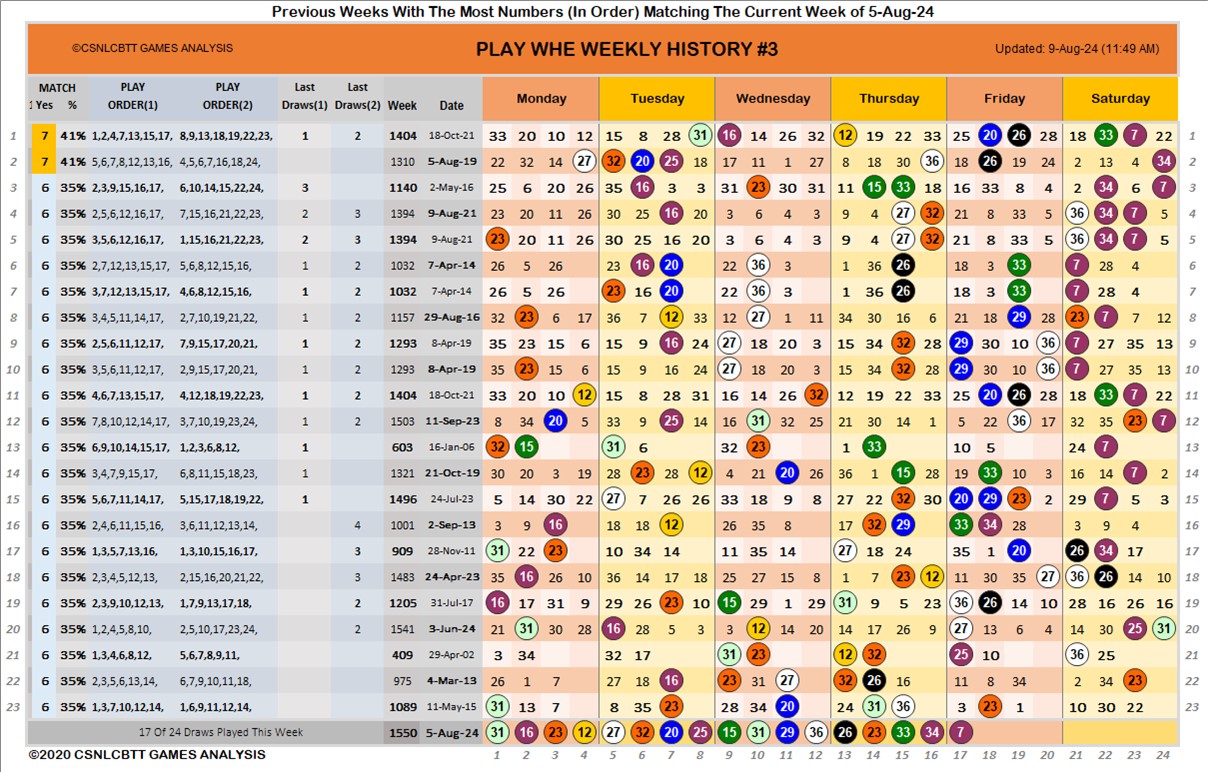 Previous Weeks With The Most Numbers (In Order) Matching The Current Week of 5-Aug-24
©CSNLCBTT GAMES ANALYSIS PLAY WHE WEEKLY HISTORY #3 Updated: 9-Aug-24 (11:49 AM)
MATCH PLAY PLAY Last Last
Yes % ORDER(1) ORDER(2) Draws(1) Draws(2) Week Date Monday Tuesday Wednesday Thursday Friday Saturday
1 7 41% 1,2,4,7,13,15,17, 8,9,13,18,19,22,23, 1 2 1404 18-Oct-21 33 20 10 12 15 8 28 31 16 14 26 32 12 19 22 33 25 20 26 28 18 33 7 22 1
2 7 41% 5,6,7,8,12,13,16, 4,5,6,7,16,18,24, 1310 5-Aug-19 22 32 14 27 32 20 25 18 17 11 1 27 8 18 30 36 18 26 19 24 2 13 4 34 2
3 6 35% 2,3,9,15,16,17, 6,10,14,15,22,24, 3 1140 2-May-16 25 6 20 26 35 16 3 3 31 23 30 31 11 15 33 18 16 33 8 4 2 34 6 7 3
4 6 35% 2,5,6,12,16,17, 7,15,16,21,22,23, 2 3 1394 9-Aug-21 23 20 11 26 30 25 16 20 3 6 4 3 9 4 27 32 21 8 33 5 36 34 7 5 4
5 6 35% 3,5,6,12,16,17, 1,15,16,21,22,23, 2 3 1394 9-Aug-21 23 20 11 26 30 25 16 20 3 6 4 3 9 4 27 32 21 8 33 5 36 34 7 5 5
6 6 35% 2,7,12,13,15,17, 5,6,8,12,15,16, 1 2 1032 7-Apr-14 26 5 26 23 16 20 22 36 3 1 36 26 18 3 33 7 28 4 6
7 6 35% 3,7,12,13,15,17, 4,6,8,12,15,16, 1 2 1032 7-Apr-14 26 5 26 23 16 20 22 36 3 1 36 26 18 3 33 7 28 4 7
8 6 35% 3,4,5,11,14,17, 2,7,10,19,21,22, 1 2 1157 29-Aug-16 32 23 6 17 36 7 12 33 12 27 1 11 34 30 16 6 21 18 29 28 23 7 7 12 8
9 6 35% 2,5,6,11,12,17, 7,9,15,17,20,21, 1 2 1293 8-Apr-19 35 23 15 6 15 9 16 24 27 18 20 3 15 34 32 28 29 30 10 36 7 27 35 13 9
10 6 35% 3,5,6,11,12,17, 2,9,15,17,20,21, 1 2 1293 8-Apr-19 35 23 15 6 15 9 16 24 27 18 20 3 15 34 32 28 29 30 10 36 7 27 35 13 10
11 6 35% 4,6,7,13,15,17, 4,12,18,19,22,23, 1 2 1404 18-Oct-21 33 20 10 12 15 8 28 31 16 14 26 32 12 19 22 33 25 20 26 28 18 33 7 22 11
12 6 35% 7,8,10,12,14,17, 3,7,10,19,23,24, 1 2 1503 11-Sep-23 8 34 20 5 33 9 25 14 16 31 32 25 21 30 14 1 5 22 36 17 32 35 23 7 12
13 6 35% 6,9,10,14,15,17, 1,2,3,6,8,12, 1 603 16-Jan-06 32 15 31 6 32 23 1 33 10 5 24 7 13
14 6 35% 3,4,7,9,15,17, 6,8,11,15,18,23, 1 1321 21-Oct-19 30 20 3 19 28 23 28 12 4 21 20 26 36 1 15 28 19 33 10 3 16 14 7 2 14
15 6 35% 5,6,7,11,14,17, 5,15,17,18,19,22, 1 1496 24-Jul-23 5 14 30 22 27 7 26 26 33 18 9 8 27 22 32 30 20 29 23 2 29 7 5 3 15
16 6 35% 2,4,6,11,15,16, 3,6,11,12,13,14, 4 1001 2-Sep-13 3 9 16 18 18 12 26 35 8 17 32 29 33 34 28 3 9 4 16
17 6 35% 1,3,5,7,13,16, 1,3,10,15,16,17, 3 909 28-Nov-11 31 22 23 10 34 14 11 35 14 27 18 24 35 1 20 26 34 17 17
18 6 35% 2,3,4,5,12,13, 2,15,16,20,21,22, 3 1483 24-Apr-23 35 16 26 10 36 14 17 18 25 27 15 8 1 7 23 12 11 30 35 27 36 26 14 10 18
19 6 35% 2,3,9,10,12,13, 1,7,9,13,17,18, 2 1205 31-Jul-17 16 17 31 9 29 26 23 10 15 29 1 29 31 9 5 23 36 26 14 10 28 16 26 16 19
20 6 35% 1,2,4,5,8,10, 2,5,10,17,23,24, 2 1541 3-Jun-24 21 31 30 28 16 28 5 3 3 12 14 20 14 17 26 9 27 13 6 4 14 30 25 31 20
21 6 35% 1,3,4,6,8,12, 5,6,7,8,9,11, 409 29-Apr-02 3 34 32 17 31 23 12 32 25 10 36 25 21
22 6 35% 2,3,5,6,13,14, 6,7,9,10,11,18, 975 4-Mar-13 26 1 7 27 18 16 23 31 27 32 26 16 11 8 34 2 34 23 22
23 6 35% 1,3,7,10,12,14, 1,6,9,11,12,14, 1089 11-May-15 31 13 7 8 35 23 28 34 20 24 31 36 3 23 1 10 30 22 23
17 Of 24 Draws Played This Week 1550 5-Aug-24 31 16 23 12 27 32 20 25 15 31 29 36 26 23 33 34 7
©2020 CSNLCBTT GAMES ANALYSIS 1 2 3 4 5 6 7 8 9 10 11 12 13 14 15 16 17 18 19 20 21 22 23 24